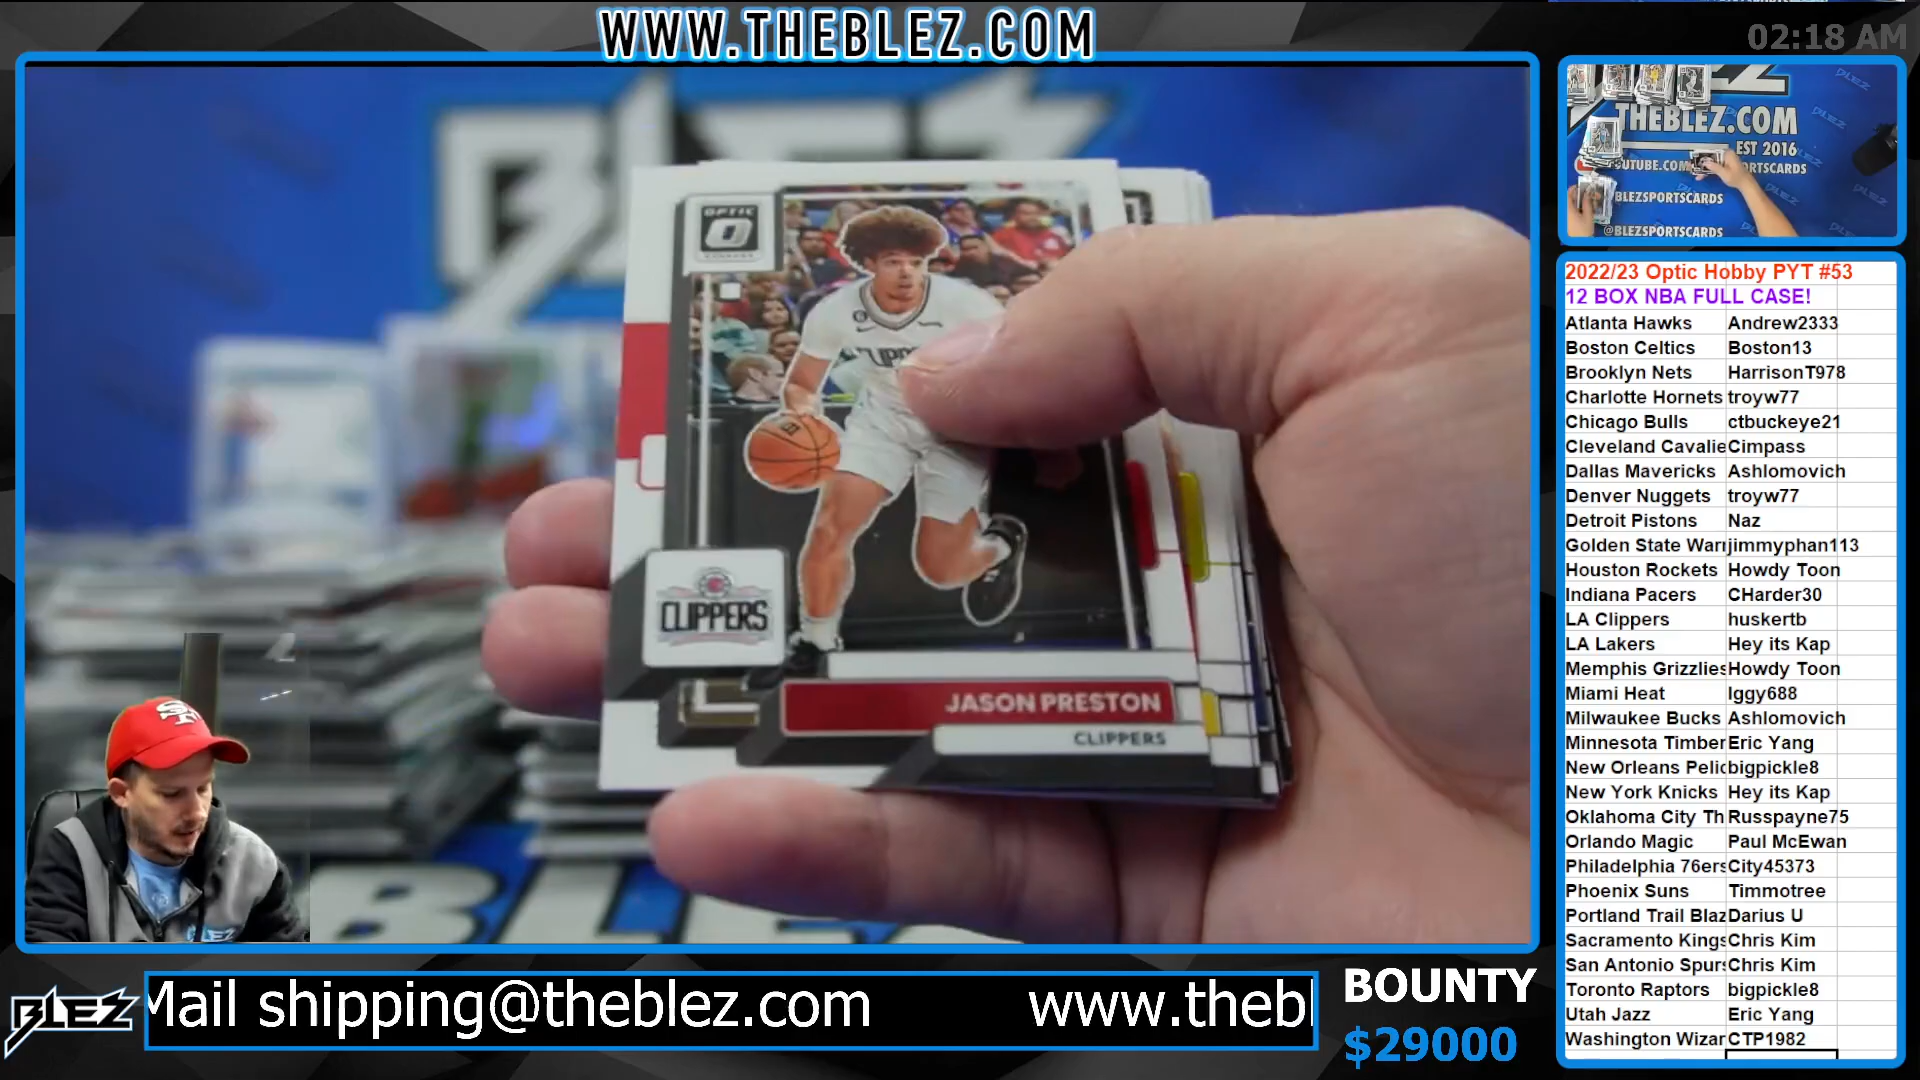 WWW.THEBLEZ.COM
02:18 AM
BLEZ
THEBLEZ.COM
EST 2016
BLEZSPORTSCARDS
@BLEZSPORTSCARDS
OPTIC
CLIPPERS
JASON PRESTON
CLIPPERS
2022/23 Optic Hobby PYT #53
12 BOX NBA FULL CASE!
Atlanta Hawks Andrew2333
Boston Celtics Boston13
Brooklyn Nets HarrisonT978
Charlotte Hornets troyw77
Chicago Bulls ctbuckeye21
Cleveland Cavalie Cimpass
Dallas Mavericks Ashlomovich
Denver Nuggets troyw77
Detroit Pistons Naz
Golden State Warr jimmyphan113
Houston Rockets Howdy Toon
Indiana Pacers CHarder30
LA Clippers huskertb
LA Lakers Hey its Kap
Memphis Grizzlies Howdy Toon
Miami Heat Iggy688
Milwaukee Bucks Ashlomovich
Minnesota Timber Eric Yang
New Orleans Pelic bigpickle8
New York Knicks Hey its Kap
Oklahoma City Th Russpayne75
Orlando Magic Paul McEwan
Philadelphia 76ers City45373
Phoenix Suns Timmotree
Portland Trail Blaz Darius U
Sacramento Kings Chris Kim
San Antonio Spurs Chris Kim
Toronto Raptors bigpickle8
Utah Jazz Eric Yang
Washington Wizar CTP1982
BLEZ
Mail shipping@theblez.com www.thebl
BOUNTY
$29000